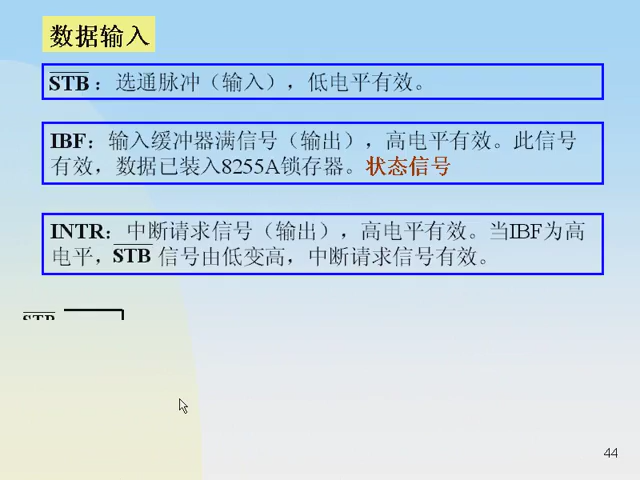 数据输入
STB：选通脉冲（输入），低电平有效。
IBF：输入缓冲器满信号（输出），高电平有效。此信号
有效，数据已装入8255A锁存器。状态信号
INTR：中断请求信号（输出），高电平有效。当IBF为高
电平，STB 信号由低变高，中断请求信号有效。
STB
44